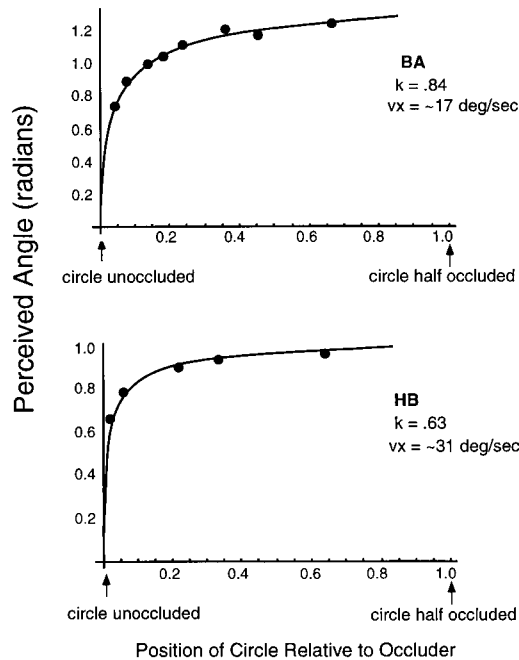 Perceived Angle (radians)
1.2
1.0
0.8
0.6
0.4
0.2
BA
k = .84
vx = ~17 deg/sec
0.2 0.4 0.6 0.8 1.0
circle unoccluded circle half occluded
1.0
0.8
0.6
0.4
0.2
HB
k = .63
vx = ~31 deg/sec
0.2 0.4 0.6 0.8 1.0
circle unoccluded circle half occluded
Position of Circle Relative to Occluder